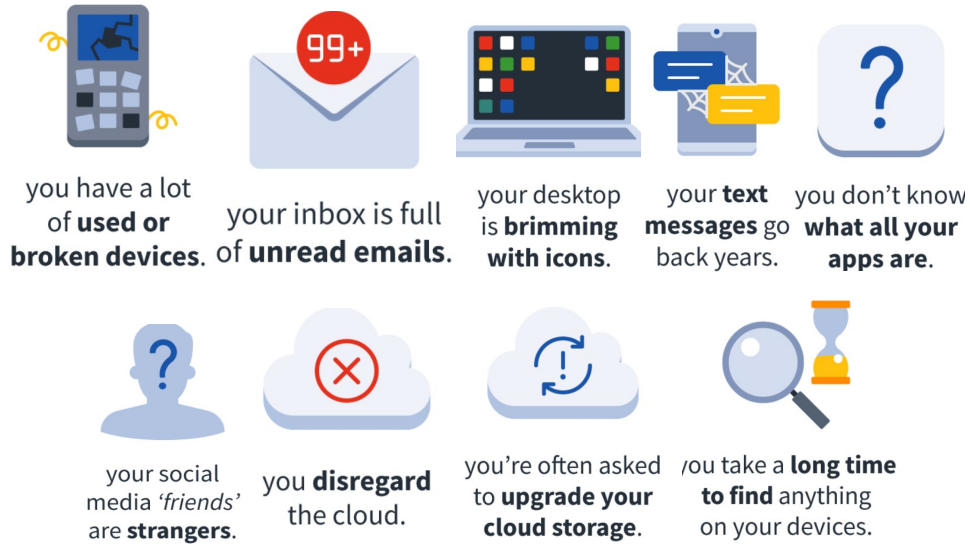 99+
?
you have a lot
of used or
broken devices.
your inbox is full
of unread emails.
your desktop
is brimming
with icons.
your text
messages go
back years.
you don't know
what all your
apps are.
?
!
your social
media ‘friends’
are strangers.
you disregard
the cloud.
you’re often asked
to upgrade your
cloud storage.
you take a long time
to find anything
on your devices.